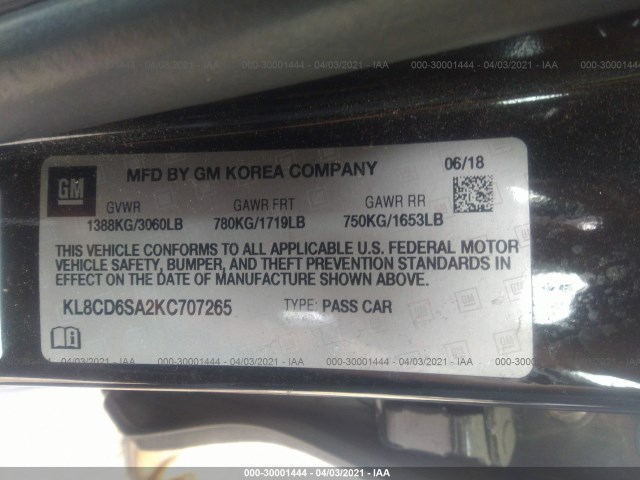 000-30001444 - 04/03/2021 - IAA
000-30001444 - 04/03/2021 - IAA
GM
MFD BY GM KOREA COMPANY
06/18
GVWR
GAWR FRT
GAWR RR
1388KG/3060LB
780KG/1719LB
750KG/1653LB
THIS VEHICLE CONFORMS TO ALL APPLICABLE U.S. FEDERAL MOTOR
VEHICLE SAFETY, BUMPER, AND THEFT PREVENTION STANDARDS IN
EFFECT ON THE DATE OF MANUFACTURE SHOWN ABOVE.
KL8CD6SA2KC707265
TYPE: PASS CAR
04/03/2021 - IAA
000-30001444 - 04/03/2021 - IAA
000-30001444 - 04/03/2021 - IAA